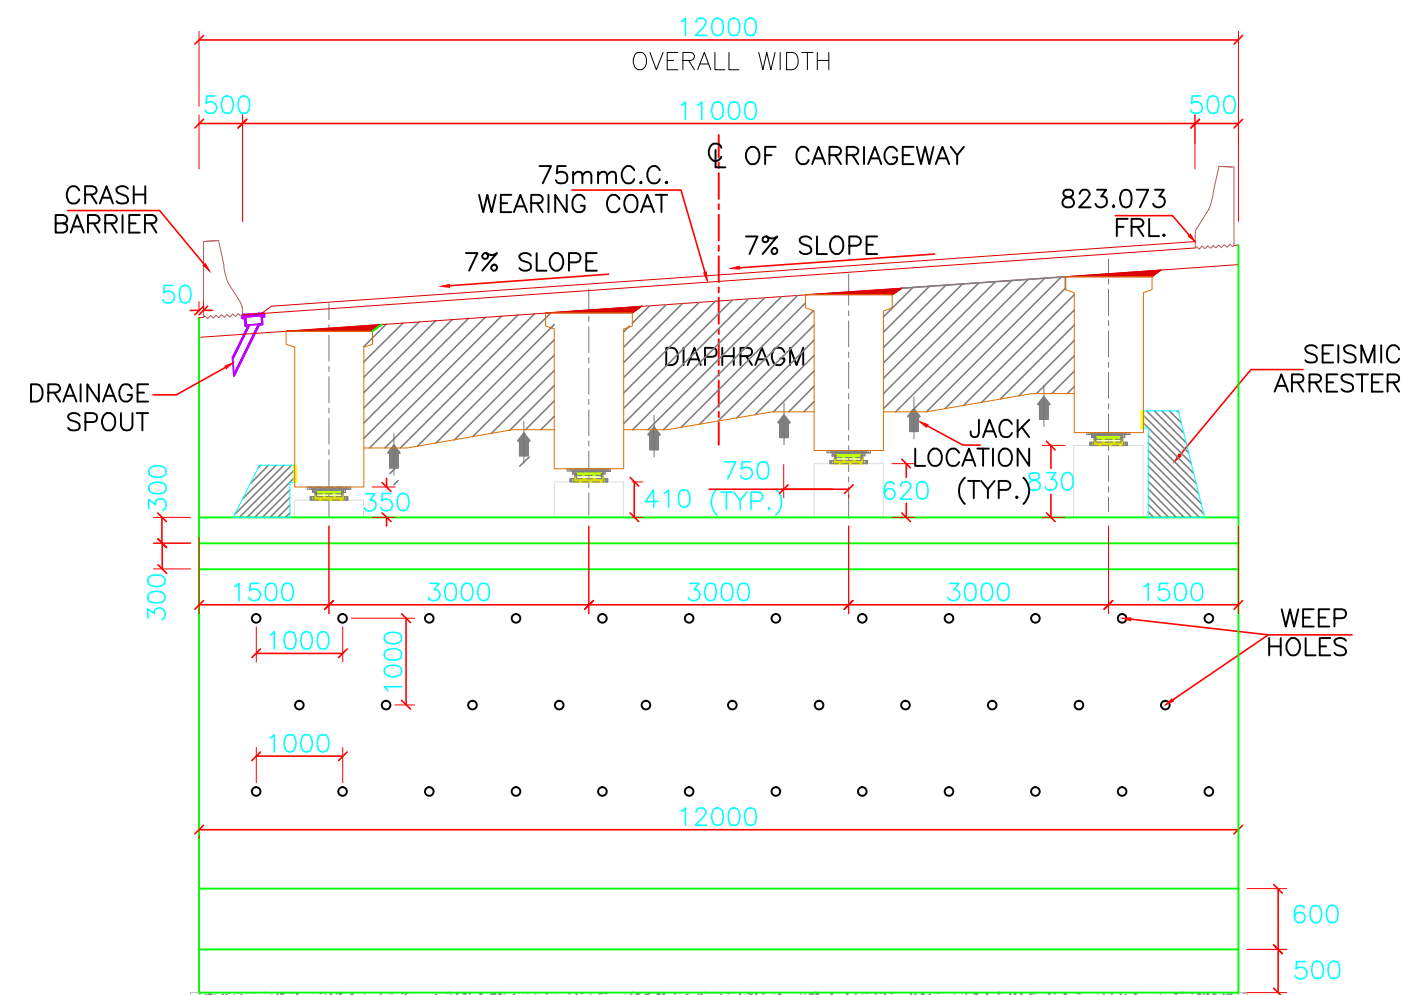 12000
OVERALL WIDTH
500
11000
500
℄ OF CARRIAGEWAY
75mmC.C.
WEARING COAT
CRASH
BARRIER
823.073
FRL.
7% SLOPE
7% SLOPE
50
DIAPHRAGM
SEISMIC
ARRESTER
DRAINAGE
SPOUT
JACK
LOCATION
(TYP.)
750
(TYP.)
300
350
410
620
830
300
1500
3000
3000
3000
1500
WEEP
HOLES
1000
1000
1000
12000
600
500